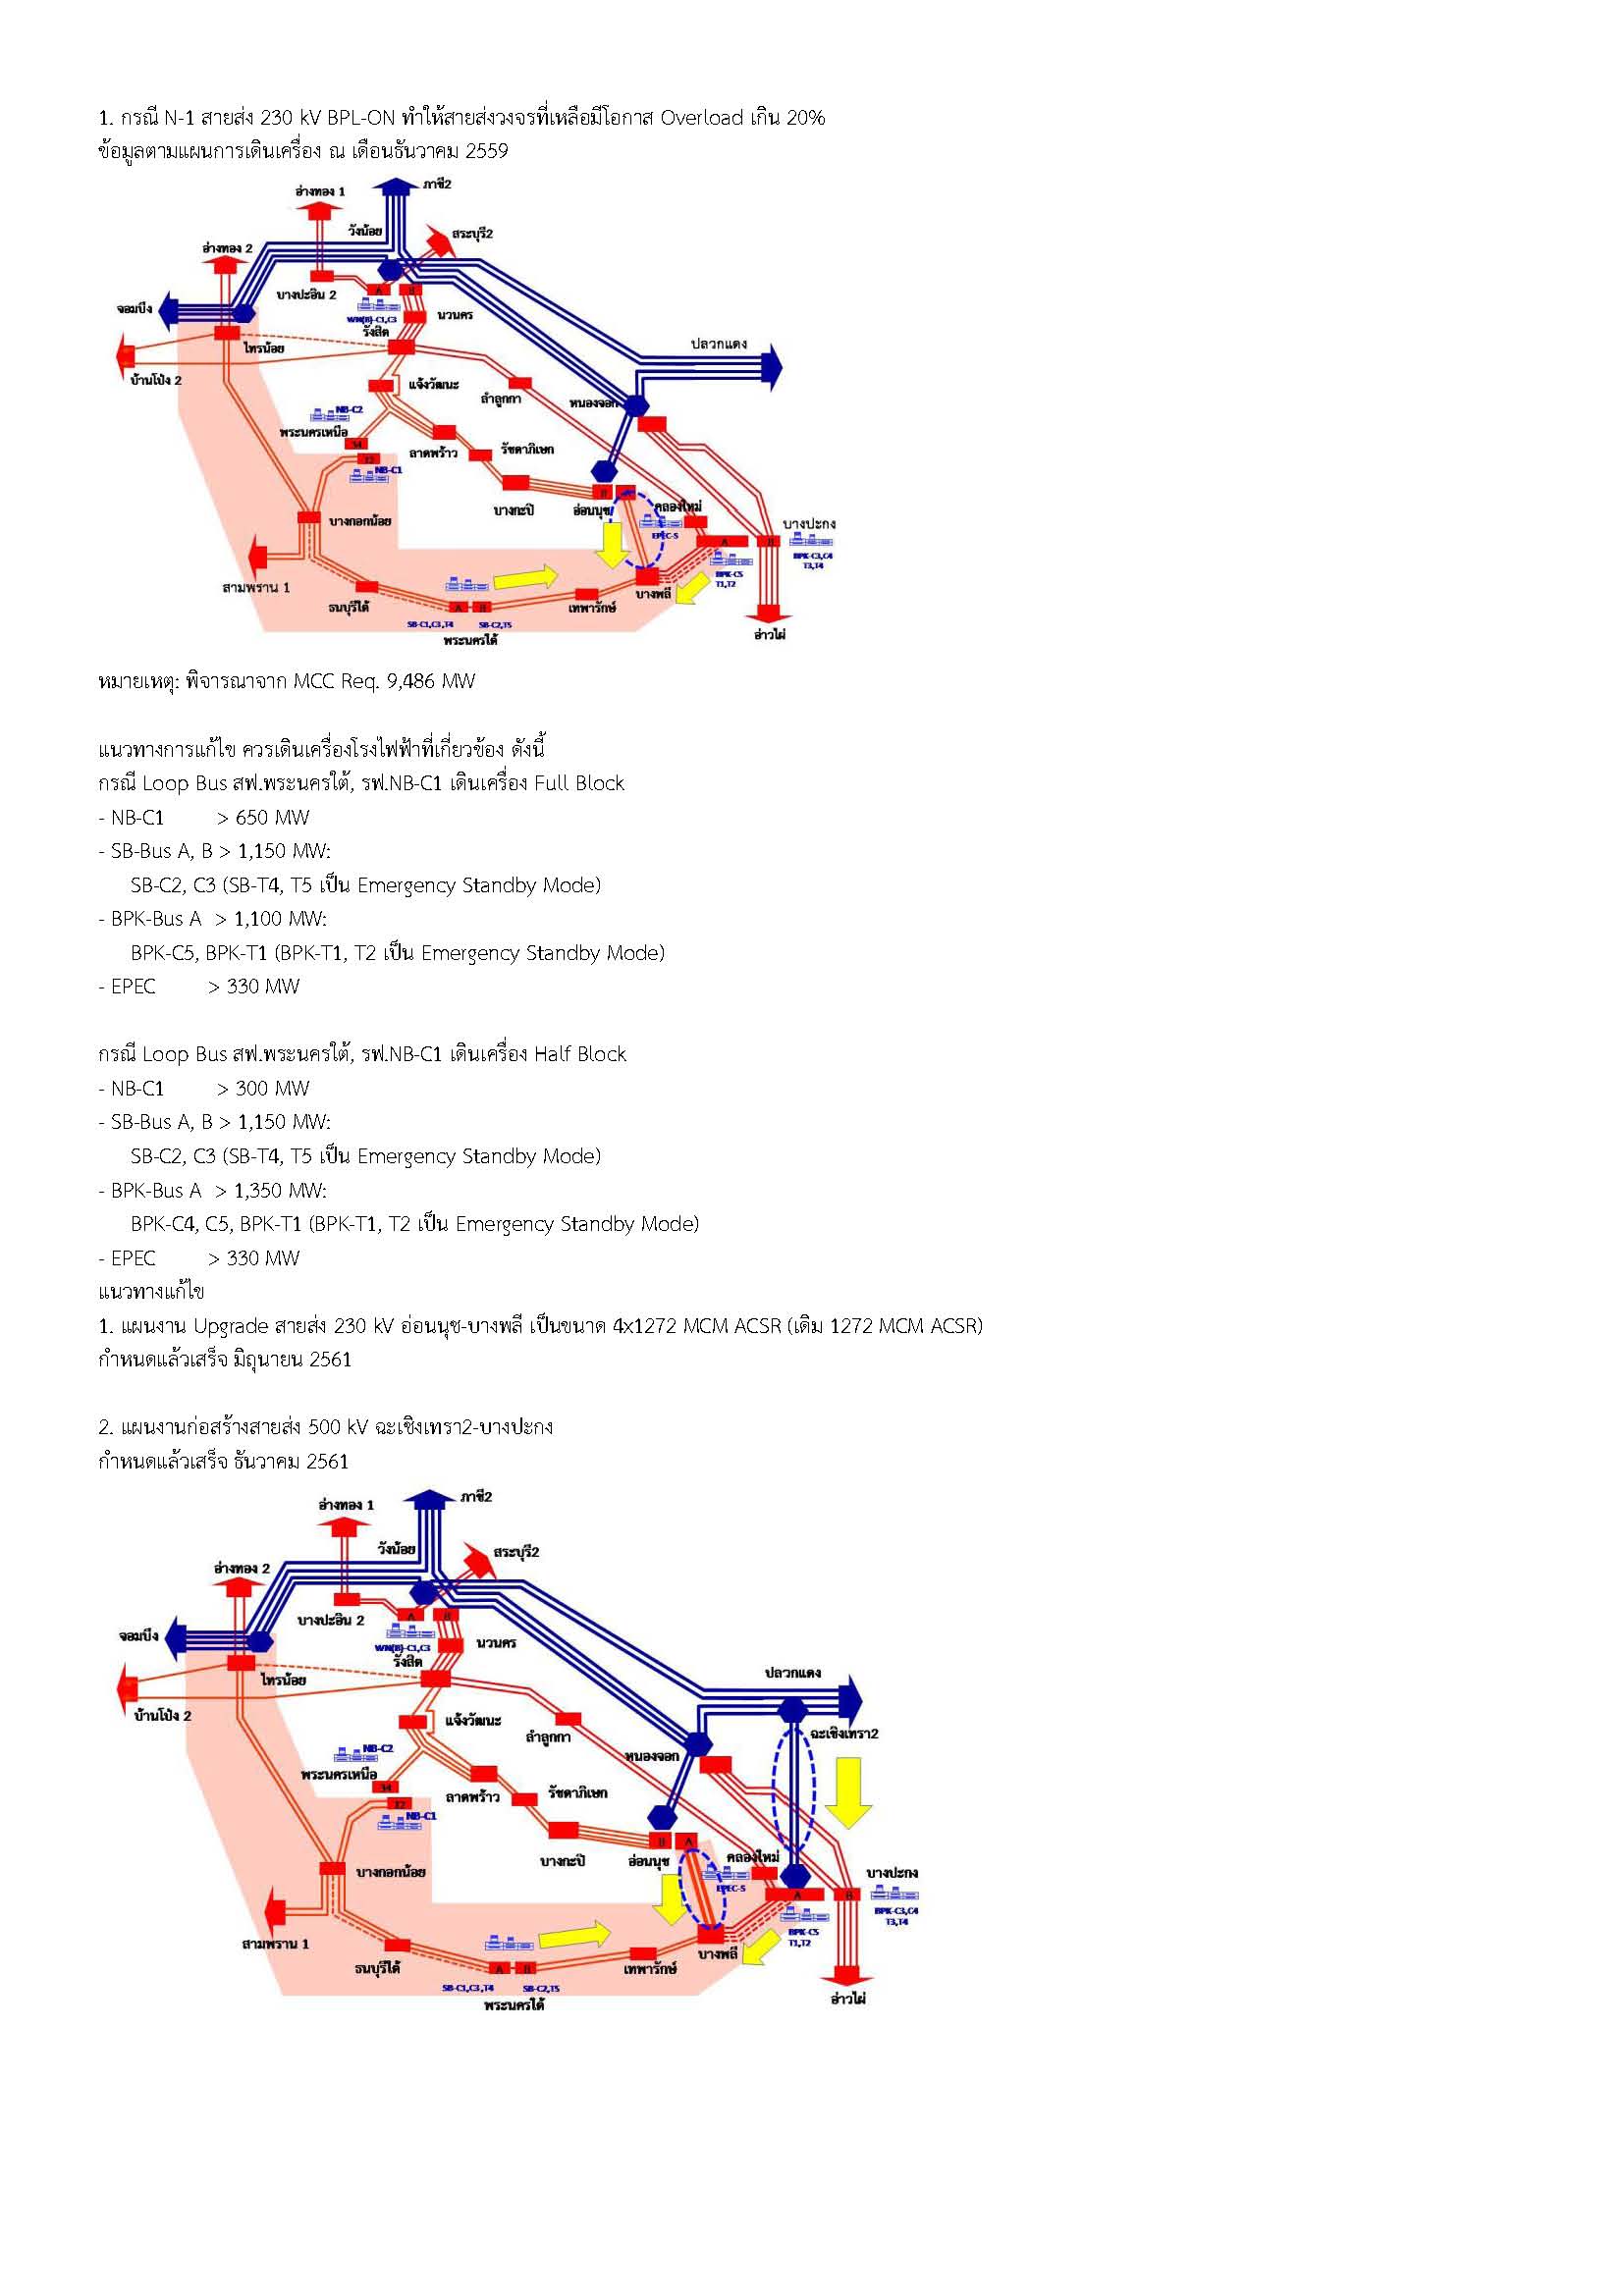 1. กรณี N-1 สายส่ง 230 kV BPL-ON ทำให้สายส่งวงจรที่เหลือมีโอกาส Overload เกิน 20%
ข้อมูลตามแผนการเดินเครื่อง ณ เดือนธันวาคม 2559
ภาชี2
อ่างทอง 1
วังน้อย
สระบุรี2
อ่างทอง 2
บางปะอิน 2
A B
จอมบึง
WN(B)-C1,C3
นวนคร
รังสิต
ไทรน้อย
ปลวกแดง
บ้านโป่ง 2
แจ้งวัฒนะ
ลำลูกกา
หนองจอก
NB-C2
พระนครเหนือ
ลาดพร้าว
รัชดาภิเษก
NB-C1
B A
บางกะปิ
อ่อนนุช
คลองใหม่
บางกอกน้อย
EPEC-S
บางปะกง
A B
BPK-C3,C4
T3,T4
BPK-C5
T1,T2
สามพราน 1
บางพลี
ธนบุรีใต้
A B
เทพารักษ์
SB-C1,C3,T4
SB-C2,T5
พระนครใต้
อ่าวไผ่
หมายเหตุ: พิจารณาจาก MCC Req. 9,486 MW
แนวทางการแก้ไข ควรเดินเครื่องโรงไฟฟ้าที่เกี่ยวข้อง ดังนี้
กรณี Loop Bus สฟ.พระนครใต้, รฟ.NB-C1 เดินเครื่อง Full Block
- NB-C1 > 650 MW
- SB-Bus A, B > 1,150 MW:
SB-C2, C3 (SB-T4, T5 เป็น Emergency Standby Mode)
- BPK-Bus A > 1,100 MW:
BPK-C5, BPK-T1 (BPK-T1, T2 เป็น Emergency Standby Mode)
- EPEC > 330 MW
กรณี Loop Bus สฟ.พระนครใต้, รฟ.NB-C1 เดินเครื่อง Half Block
- NB-C1 > 300 MW
- SB-Bus A, B > 1,150 MW:
SB-C2, C3 (SB-T4, T5 เป็น Emergency Standby Mode)
- BPK-Bus A > 1,350 MW:
BPK-C4, C5, BPK-T1 (BPK-T1, T2 เป็น Emergency Standby Mode)
- EPEC > 330 MW
แนวทางแก้ไข
1. แผนงาน Upgrade สายส่ง 230 kV อ่อนนุช-บางพลี เป็นขนาด 4x1272 MCM ACSR (เดิม 1272 MCM ACSR)
กำหนดแล้วเสร็จ มิถุนายน 2561
2. แผนงานก่อสร้างสายส่ง 500 kV ฉะเชิงเทรา2-บางปะกง
กำหนดแล้วเสร็จ ธันวาคม 2561
ภาชี2
อ่างทอง 1
วังน้อย
สระบุรี2
อ่างทอง 2
บางปะอิน 2
A B
จอมบึง
WN(B)-C1,C3
นวนคร
รังสิต
ไทรน้อย
ปลวกแดง
บ้านโป่ง 2
แจ้งวัฒนะ
ลำลูกกา
ฉะเชิงเทรา2
หนองจอก
NB-C2
พระนครเหนือ
ลาดพร้าว
รัชดาภิเษก
NB-C1
B A
บางกะปิ
อ่อนนุช
คลองใหม่
บางกอกน้อย
EPEC-S
บางปะกง
A B
BPK-C3,C4
T3,T4
BPK-C5
T1,T2
สามพราน 1
บางพลี
ธนบุรีใต้
A B
เทพารักษ์
SB-C1,C3,T4
SB-C2,T5
พระนครใต้
อ่าวไผ่